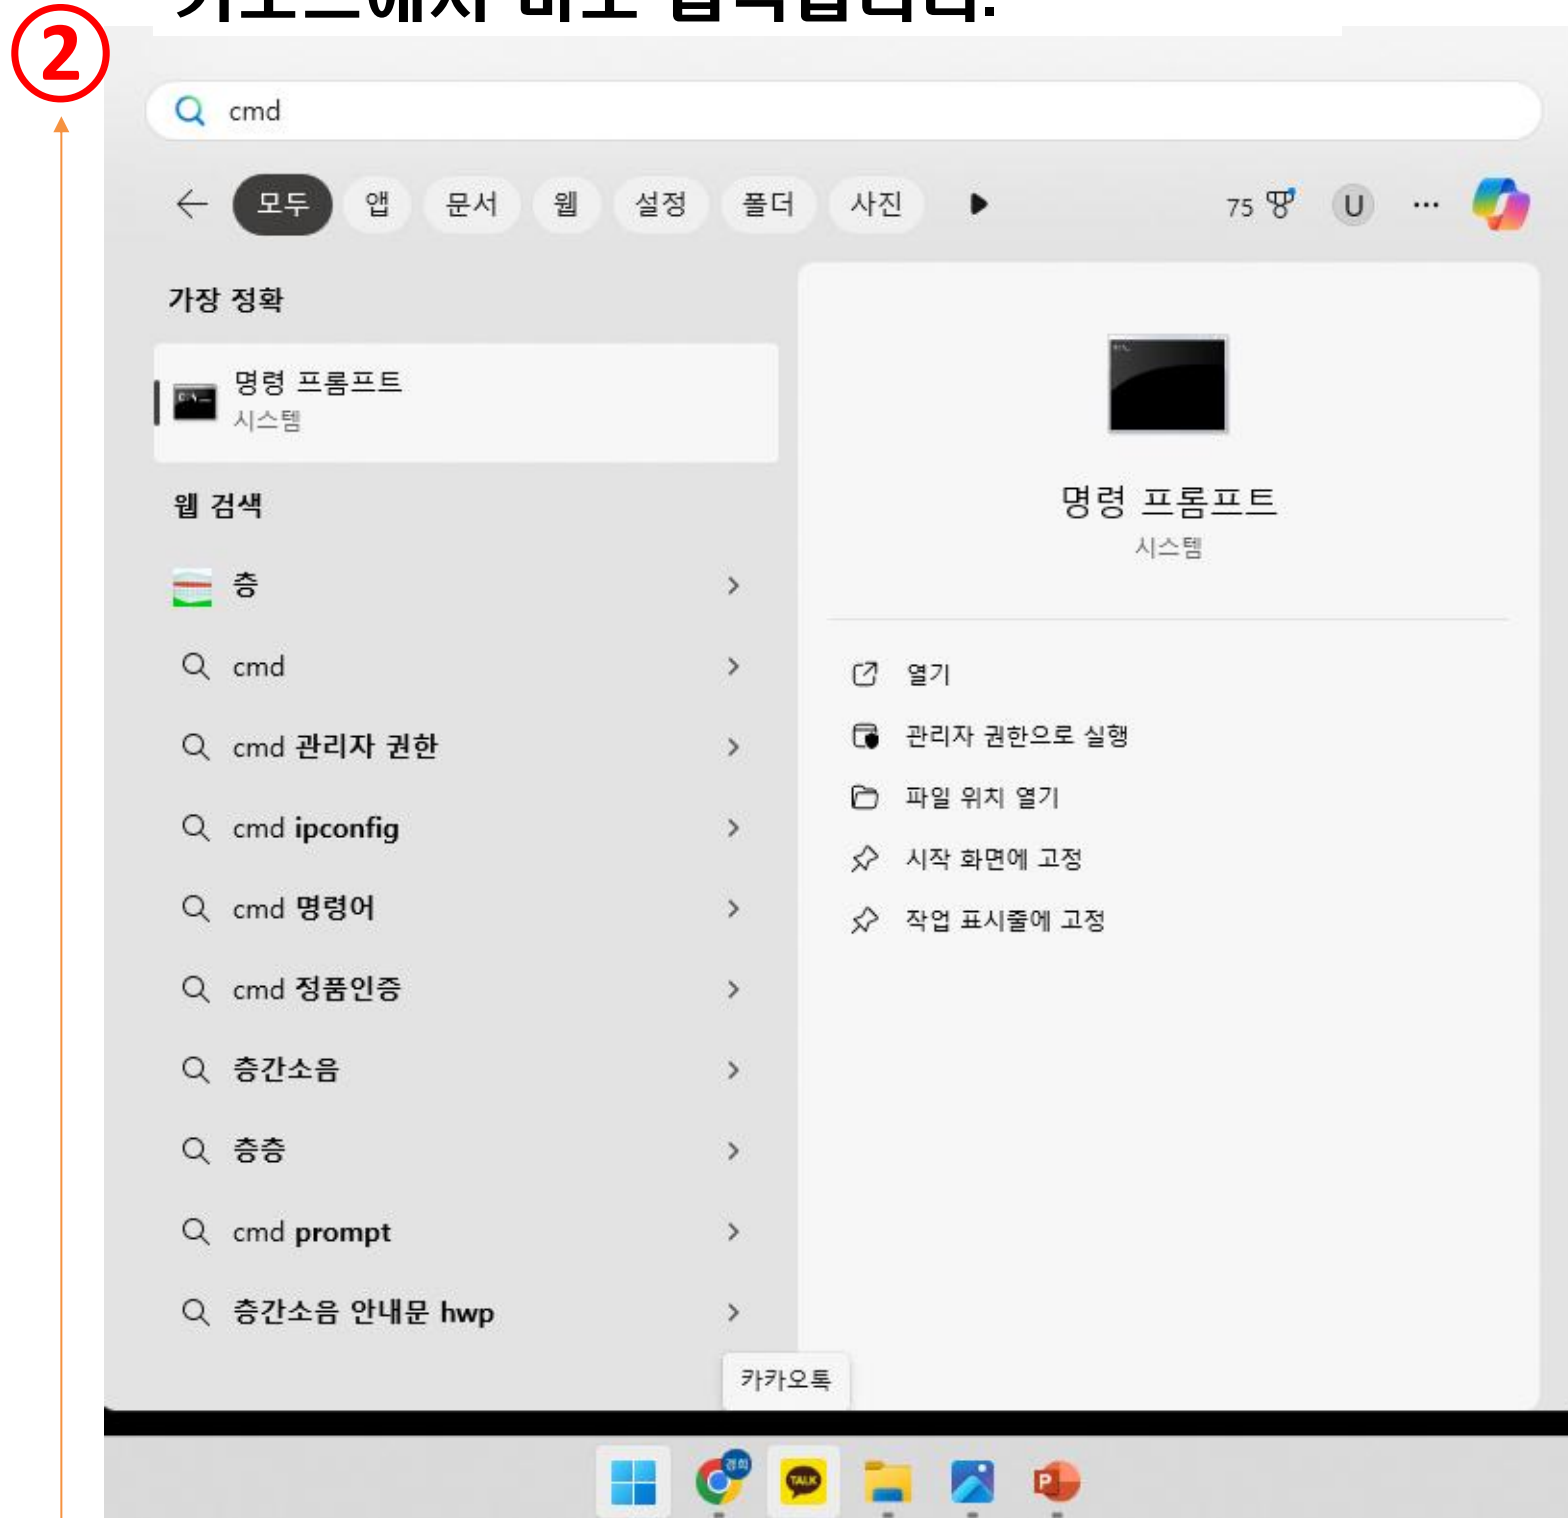 ②
cmd
모두 앱 문서 웹 설정 폴더 사진 75 U ...
가장 정확
명령 프롬프트
시스템
웹 검색
층
cmd
cmd 관리자 권한
cmd ipconfig
cmd 명령어
cmd 정품인증
층간소음
층층
cmd prompt
층간소음 안내문 hwp
명령 프롬프트
시스템
열기
관리자 권한으로 실행
파일 위치 열기
시작 화면에 고정
작업 표시줄에 고정
카카오톡
경희
TALK
P